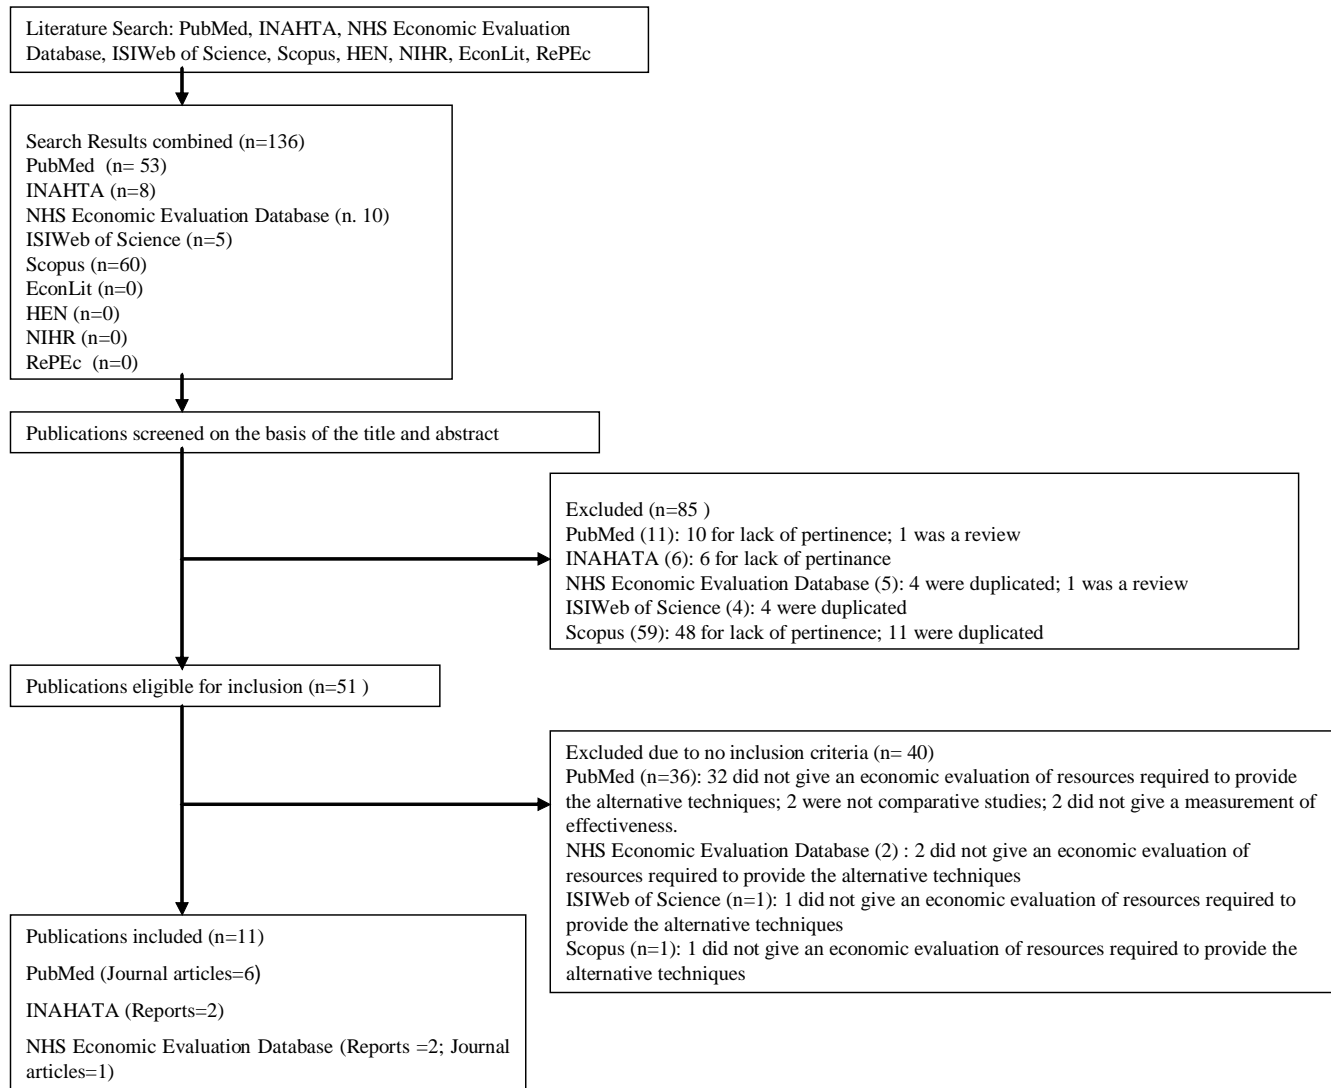 Literature Search: PubMed, INAHTA, NHS Economic Evaluation
Database, ISIWeb of Science, Scopus, HEN, NIHR, EconLit, RePEc
Search Results combined (n=136)
PubMed  (n= 53)
INAHTA (n=8)
NHS Economic Evaluation Database (n. 10)
ISIWeb of Science (n=5)
Scopus (n=60)
EconLit (n=0)
HEN (n=0)
NIHR (n=0)
RePEc  (n=0)
Publications screened on the basis of the title and abstract
Excluded (n=85 )
PubMed (11): 10 for lack of pertinence; 1 was a review
INAHATA (6): 6 for lack of pertinance
NHS Economic Evaluation Database (5): 4 were duplicated; 1 was a review
ISIWeb of Science (4): 4 were duplicated
Scopus (59): 48 for lack of pertinence; 11 were duplicated
Publications eligible for inclusion (n=51 )
Excluded due to no inclusion criteria (n= 40)
PubMed (n=36): 32 did not give an economic evaluation of resources required to provide
the alternative techniques; 2 were not comparative studies; 2 did not give a measurement of
effectiveness.
NHS Economic Evaluation Database (2) : 2 did not give an economic evaluation of
resources required to provide the alternative techniques
ISIWeb of Science (n=1): 1 did not give an economic evaluation of resources required to
provide the alternative techniques
Scopus (n=1): 1 did not give an economic evaluation of resources required to provide the
alternative techniques
Publications included (n=11)
PubMed (Journal articles=6)
INAHATA (Reports=2)
NHS Economic Evaluation Database (Reports =2; Journal
articles=1)